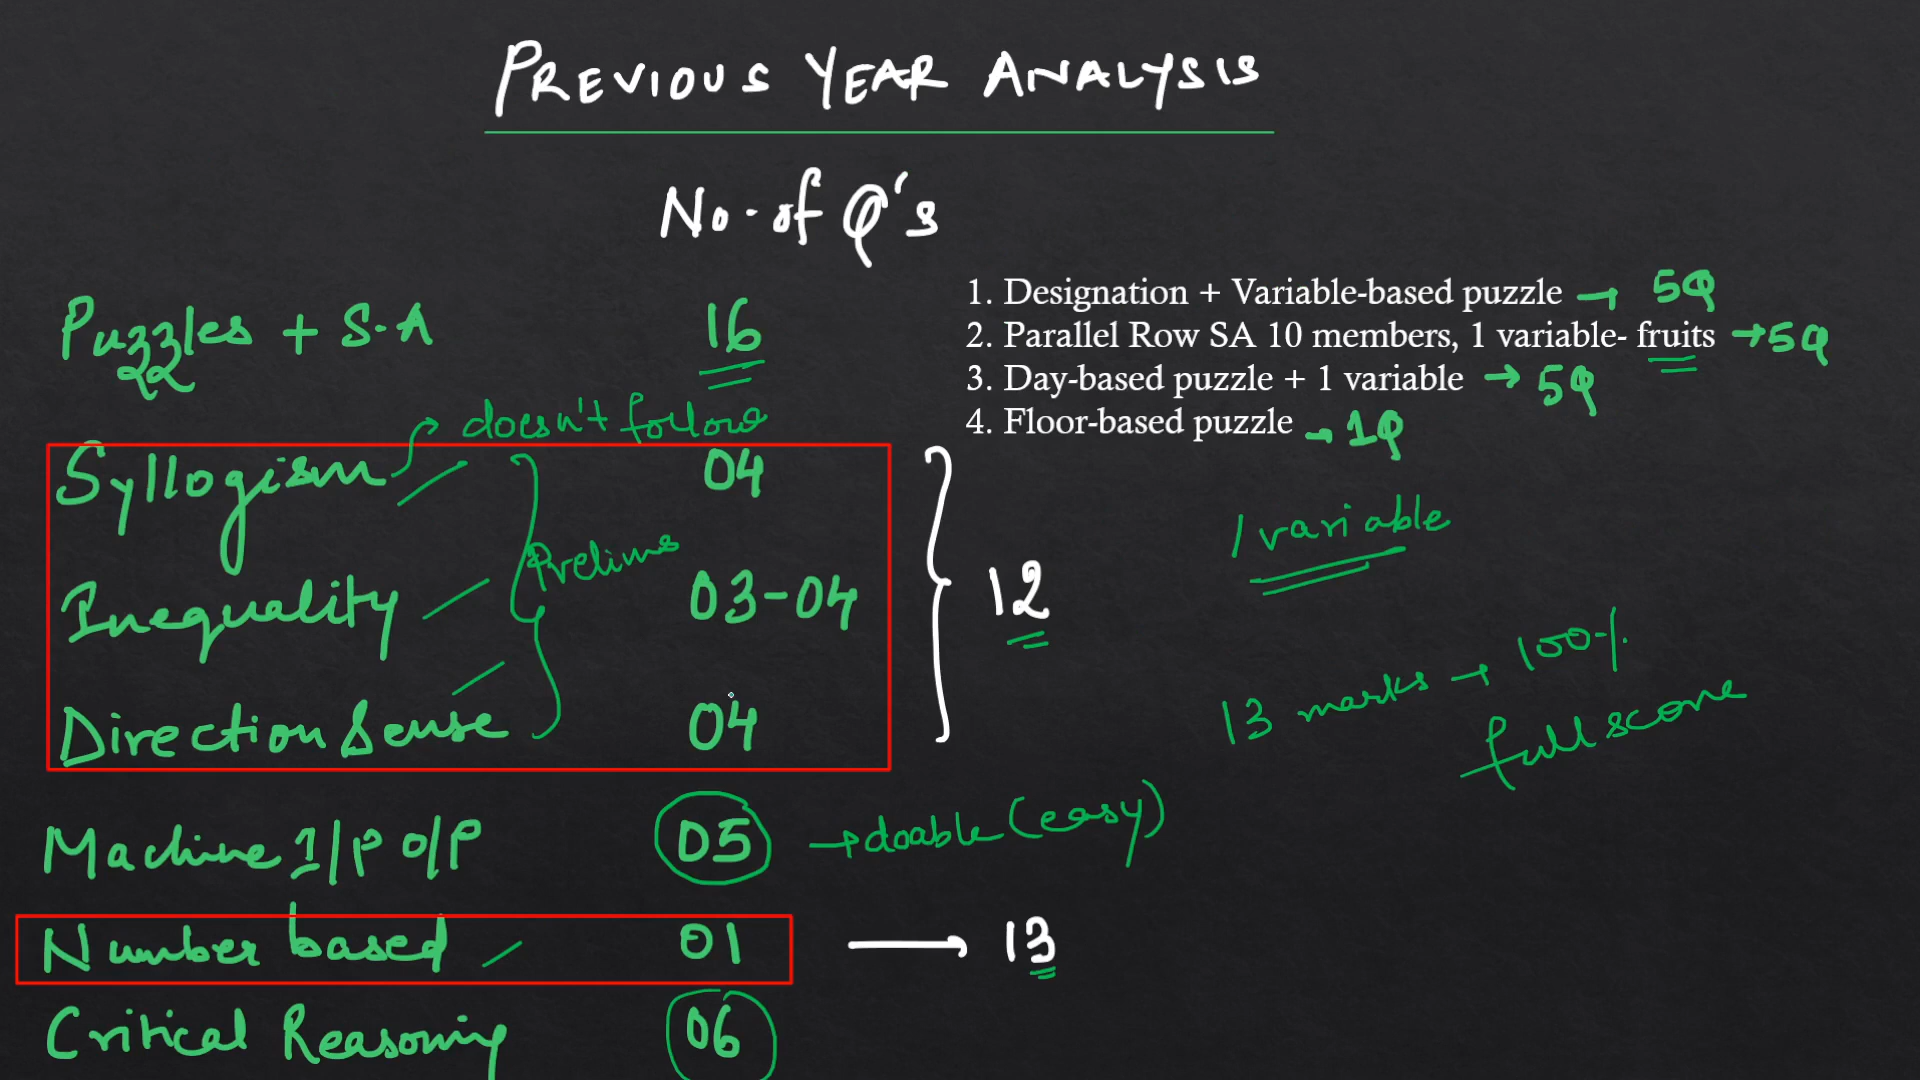 PREVIOUS YEAR ANALYSIS
No. of Q's
Puzzles + S.A 16
1. Designation + Variable-based puzzle → 5Q
2. Parallel Row SA 10 members, 1 variable- fruits → 5Q
3. Day-based puzzle + 1 variable → 5Q
4. Floor-based puzzle → 1Q
→ doesn't follow
Syllogism 04
1 variable
Prelims
Inequality 03-04
12
13 marks → 100%
full score
Direction Sense 04
Machine I/P O/P 05 → doable (easy)
Number based 01 → 13
Critical Reasoning 06